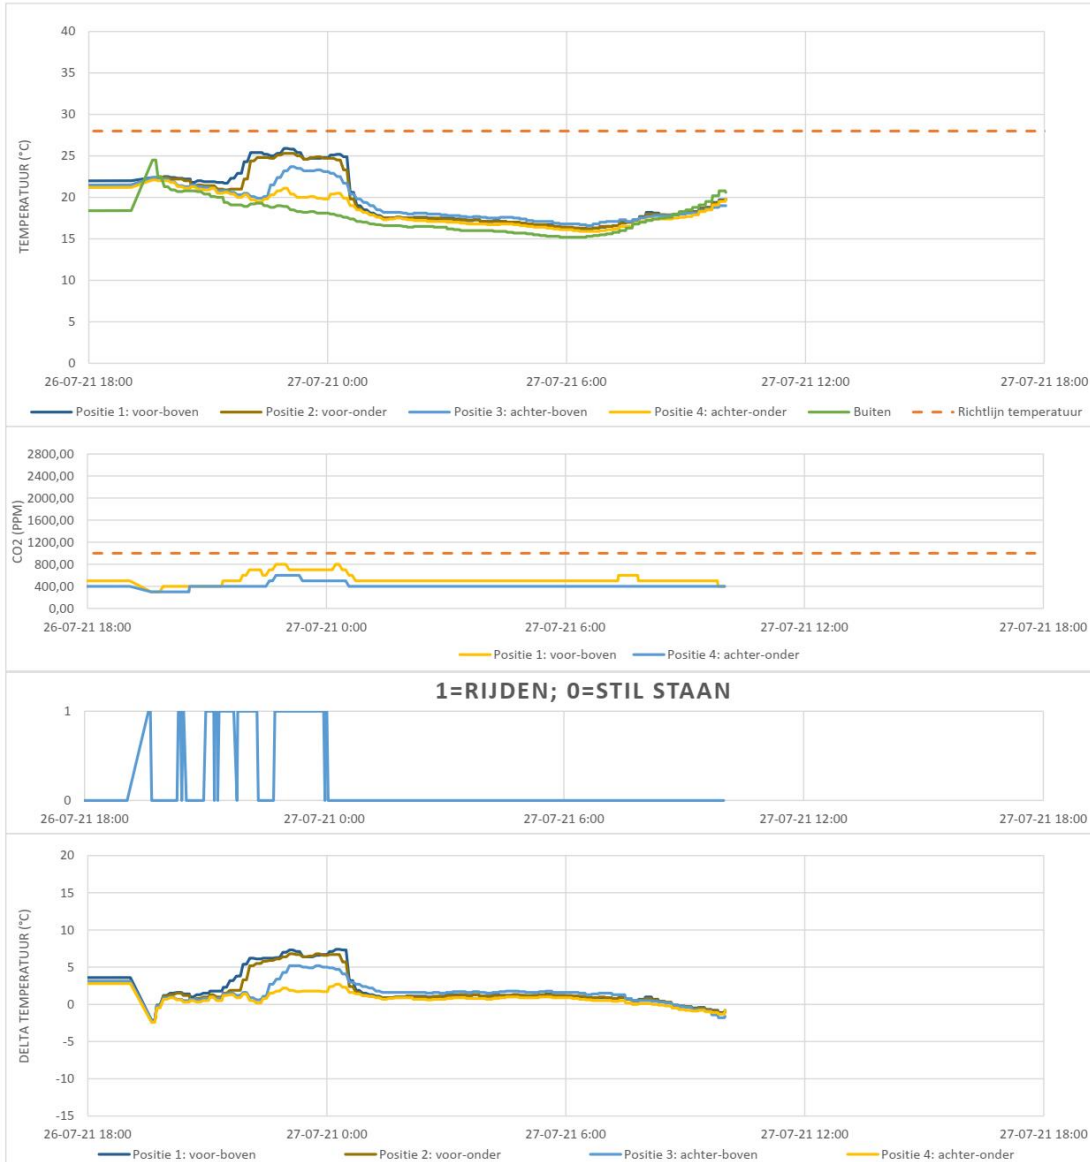 40
35
30
25
20
15
10
5
0
TEMPERATUUR (°C)
26-07-21 18:00 27-07-21 0:00 27-07-21 6:00 27-07-21 12:00 27-07-21 18:00
Positie 1: voor-boven Positie 2: voor-onder Positie 3: achter-boven Positie 4: achter-onder Buiten Richtlijn temperatuur
2800,00
2400,00
2000,00
1600,00
1200,00
800,00
400,00
0,00
CO2 (PPM)
26-07-21 18:00 27-07-21 0:00 27-07-21 6:00 27-07-21 12:00 27-07-21 18:00
Positie 1: voor-boven Positie 4: achter-onder
1=RIJDEN; 0=STIL STAAN
1
0
26-07-21 18:00 27-07-21 0:00 27-07-21 6:00 27-07-21 12:00 27-07-21 18:00
20
15
10
5
0
-5
-10
-15
DELTA TEMPERATUUR (°C)
26-07-21 18:00 27-07-21 0:00 27-07-21 6:00 27-07-21 12:00 27-07-21 18:00
Positie 1: voor-boven Positie 2: voor-onder Positie 3: achter-boven Positie 4: achter-onder